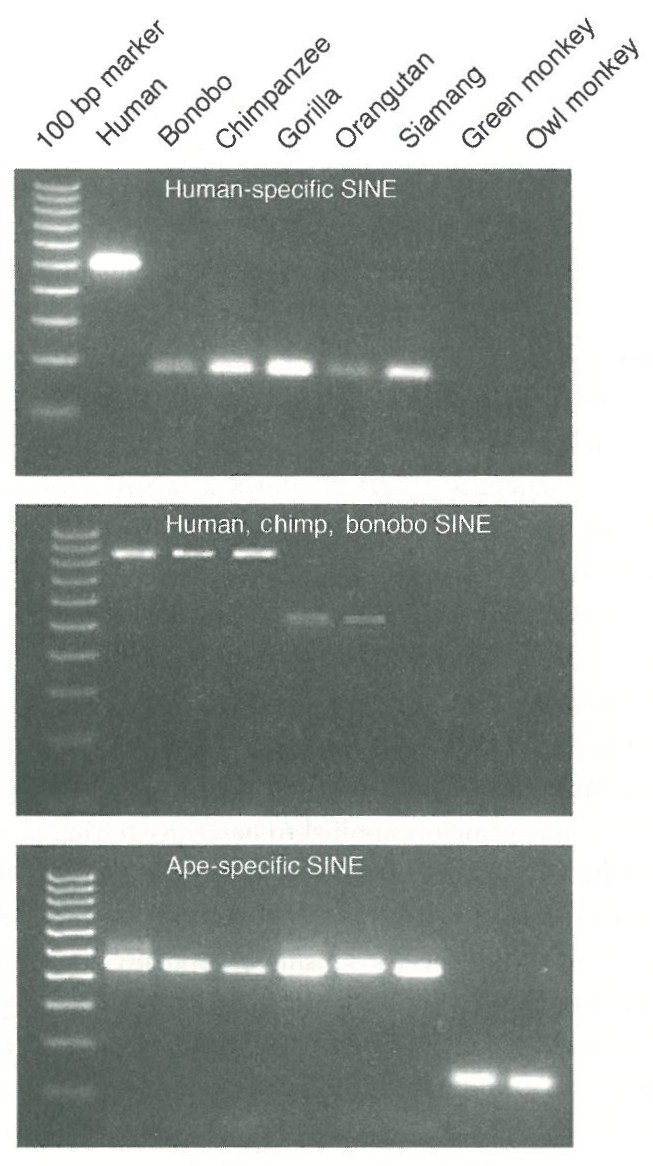 100 bp marker
Human
Bonobo
Chimpanzee
Gorilla
Orangutan
Siamang
Green monkey
Owl monkey
Human-specific SINE
Human, chimp, bonobo SINE
Ape-specific SINE